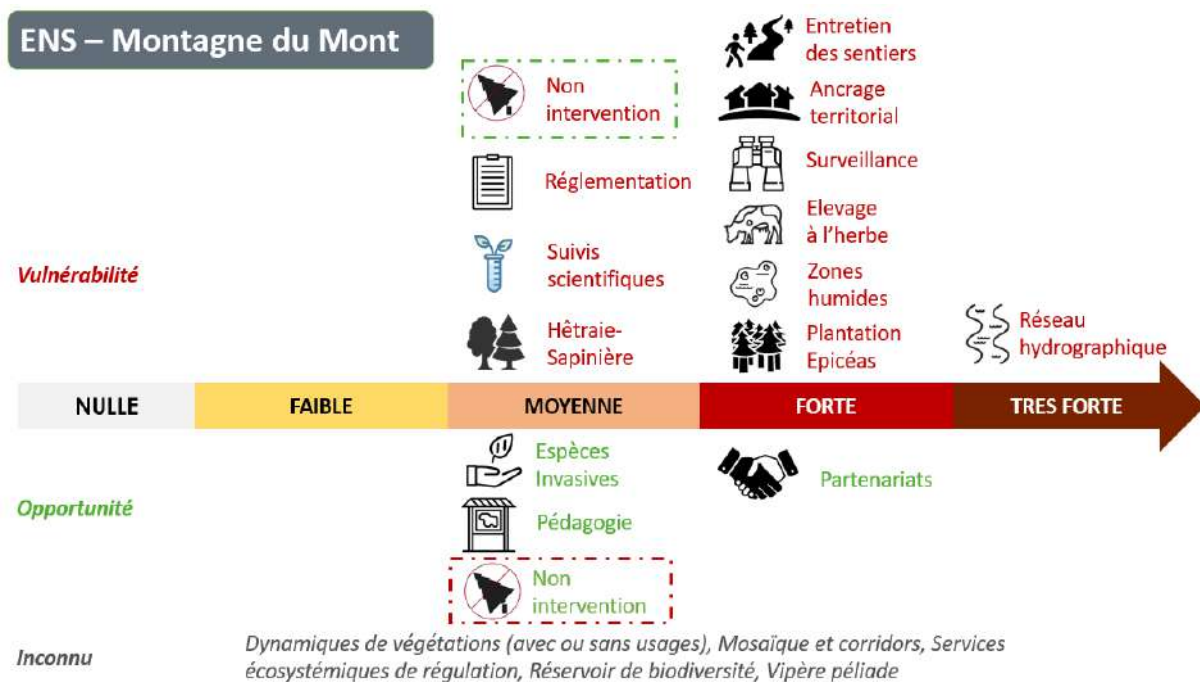 ENS – Montagne du Mont
Non
intervention
Réglementation
Suivis
scientifiques
Hêtraie-
Sapinière
Entretien
des sentiers
Ancrage
territorial
Surveillance
Elevage
à l'herbe
Zones
humides
Plantation
Epicéas
Réseau
hydrographique
Vulnérabilité
NULLE
FAIBLE
MOYENNE
FORTE
TRES FORTE
Opportunité
Espèces
Invasives
Pédagogie
Non
intervention
Partenariats
Inconnu
Dynamiques de végétations (avec ou sans usages), Mosaïque et corridors, Services
écosystémiques de régulation, Réservoir de biodiversité, Vipère péliade